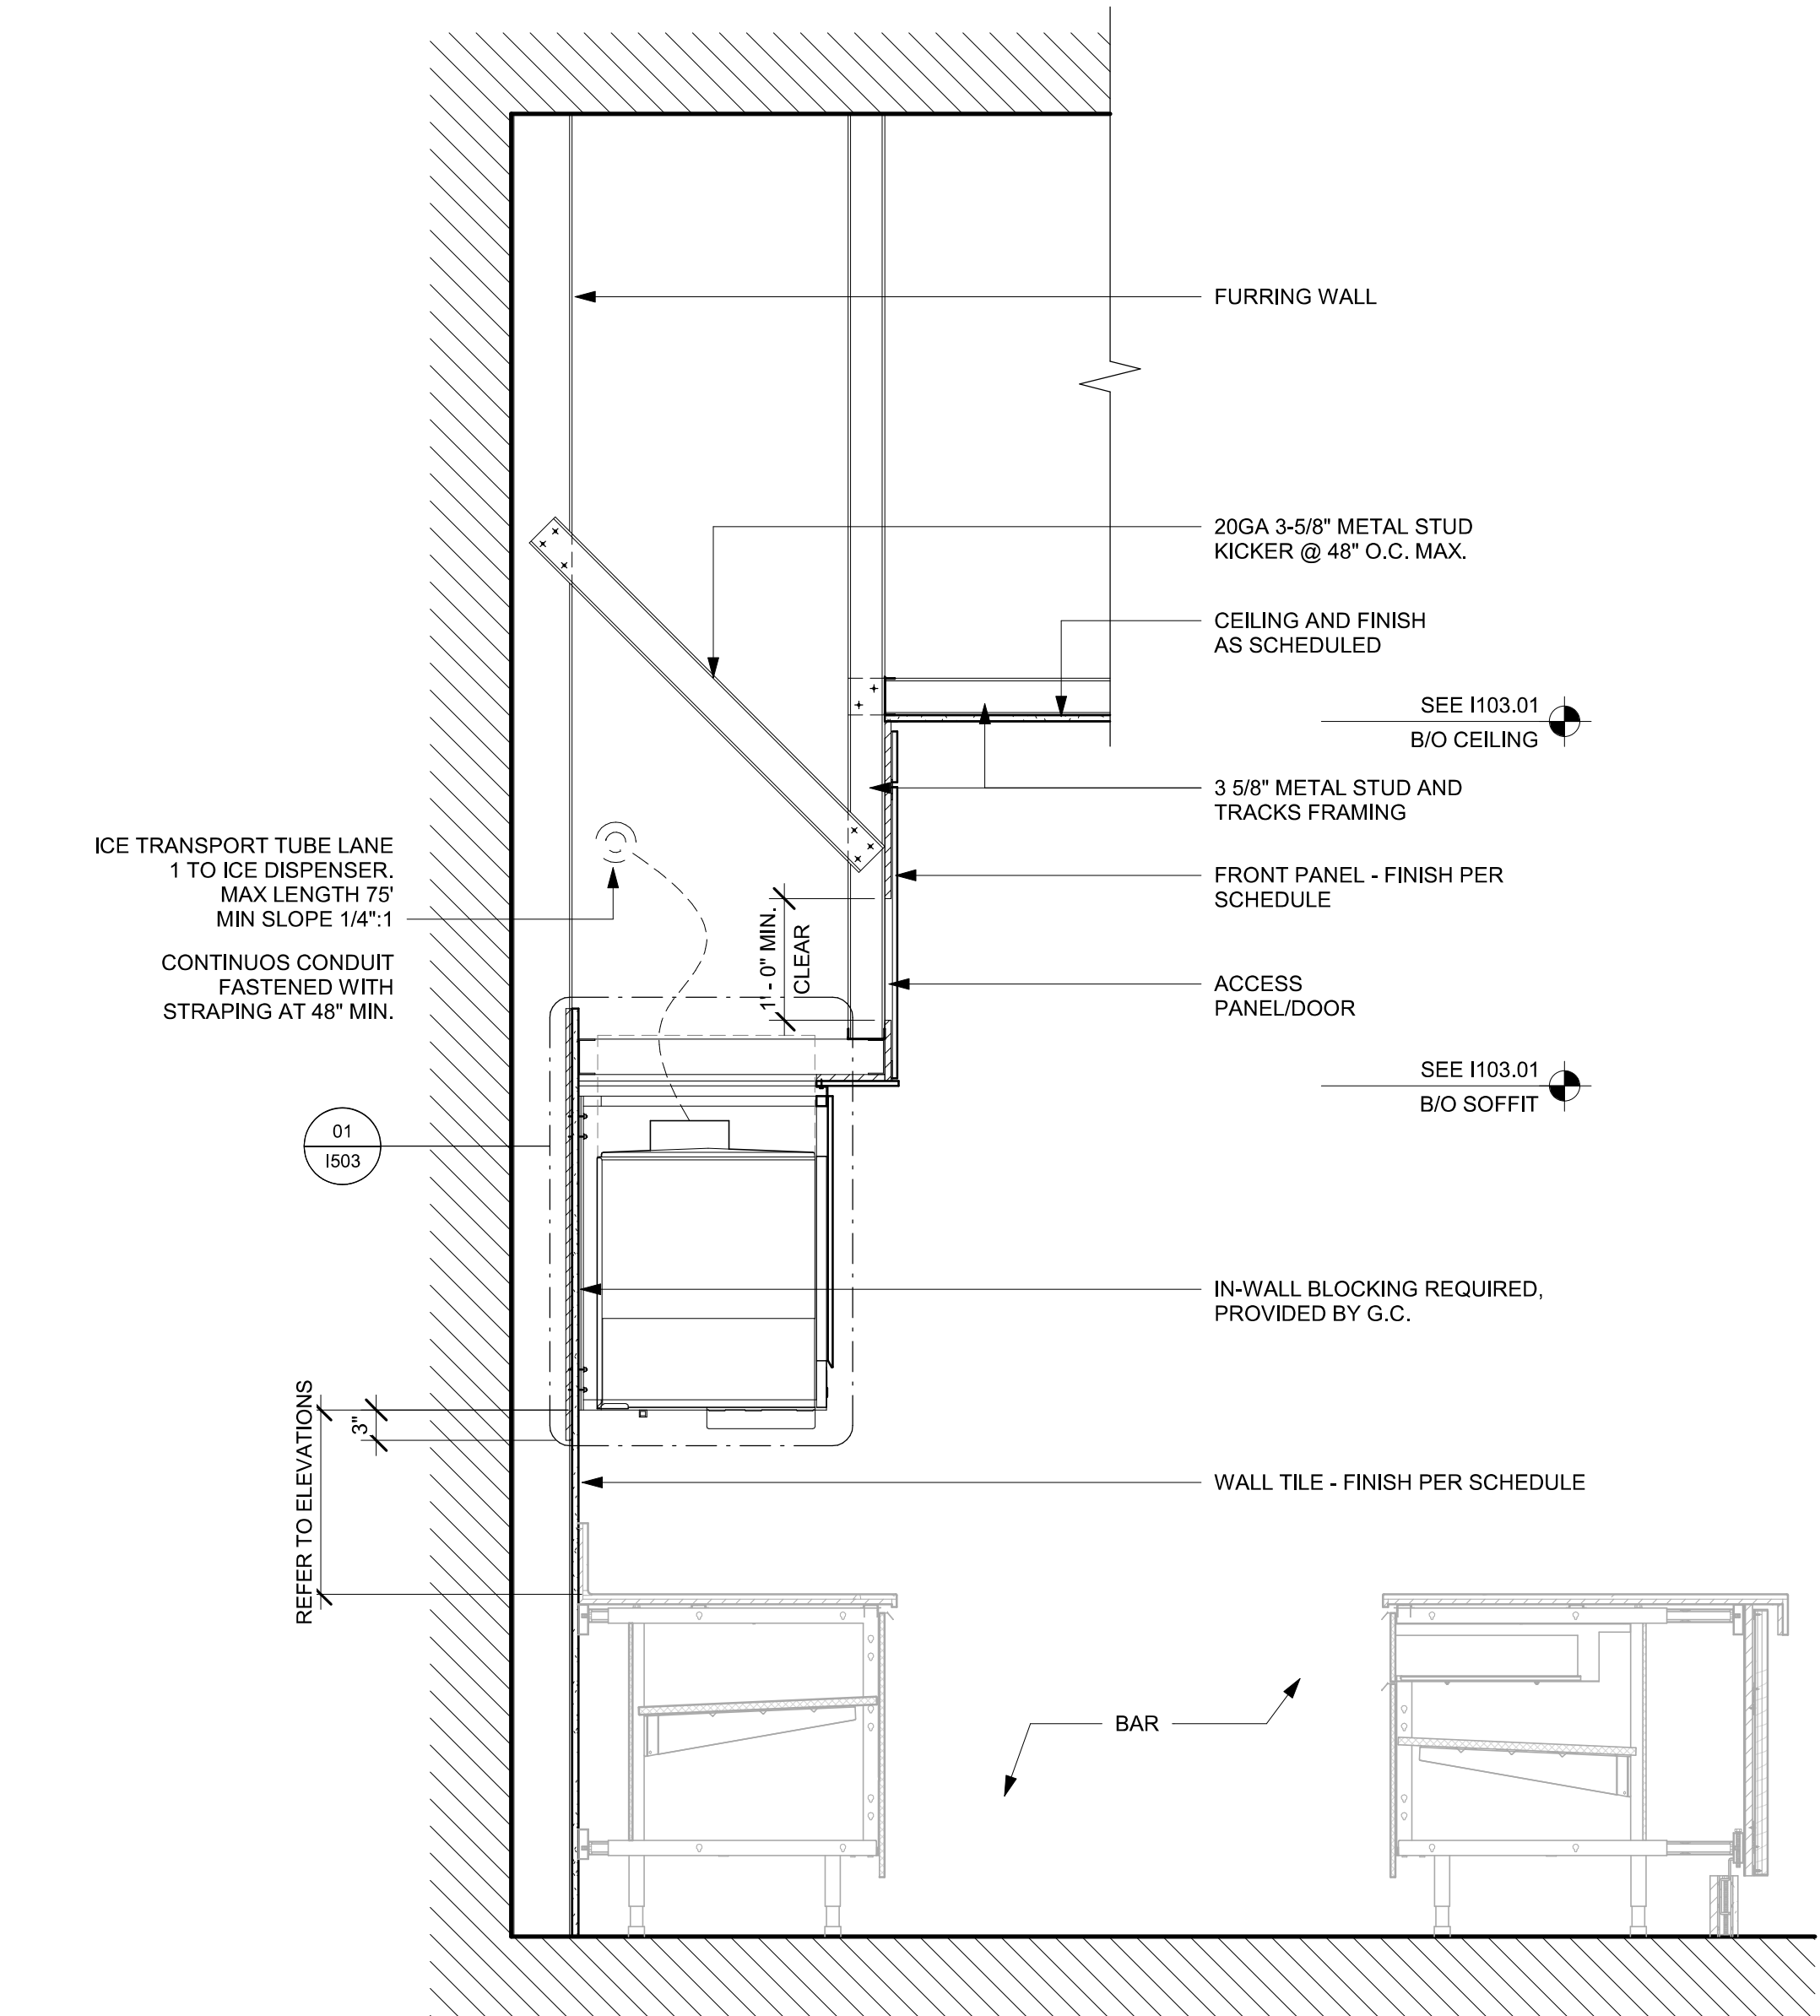 FURRING WALL
20GA 3-5/8" METAL STUD
KICKER @ 48" O.C. MAX.
CEILING AND FINISH
AS SCHEDULED
SEE I103.01
B/O CEILING
3 5/8" METAL STUD AND
TRACKS FRAMING
ICE TRANSPORT TUBE LANE
1 TO ICE DISPENSER.
MAX LENGTH 75'
MIN SLOPE 1/4":1
CONTINUOS CONDUIT
FASTENED WITH
STRAPING AT 48" MIN.
FRONT PANEL - FINISH PER
SCHEDULE
1' - 0" MIN.
CLEAR
ACCESS
PANEL/DOOR
SEE I103.01
B/O SOFFIT
01
I503
IN-WALL BLOCKING REQUIRED,
PROVIDED BY G.C.
REFER TO ELEVATIONS
3"
WALL TILE - FINISH PER SCHEDULE
BAR